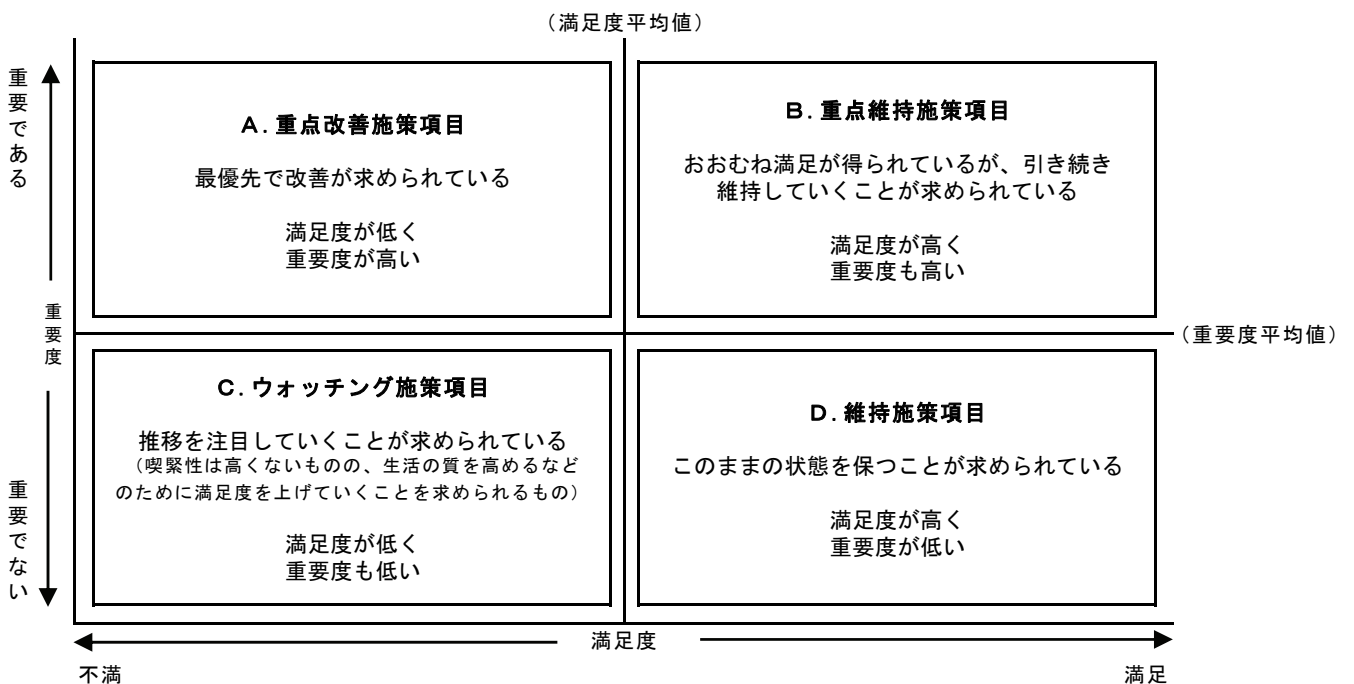 （満足度平均値）
重要である
Ａ．重点改善施策項目
最優先で改善が求められている
満足度が低く
重要度が高い
Ｂ．重点維持施策項目
おおむね満足が得られているが、引き続き
維持していくことが求められている
満足度が高く
重要度も高い
重要度
（重要度平均値）
Ｃ．ウォッチング施策項目
推移を注目していくことが求められている
（喫緊性は高くないものの、生活の質を高めるなど
のために満足度を上げていくことを求められるもの）
満足度が低く
重要度も低い
Ｄ．維持施策項目
このままの状態を保つことが求められている
満足度が高く
重要度が低い
重要でない
満足度
不満
満足